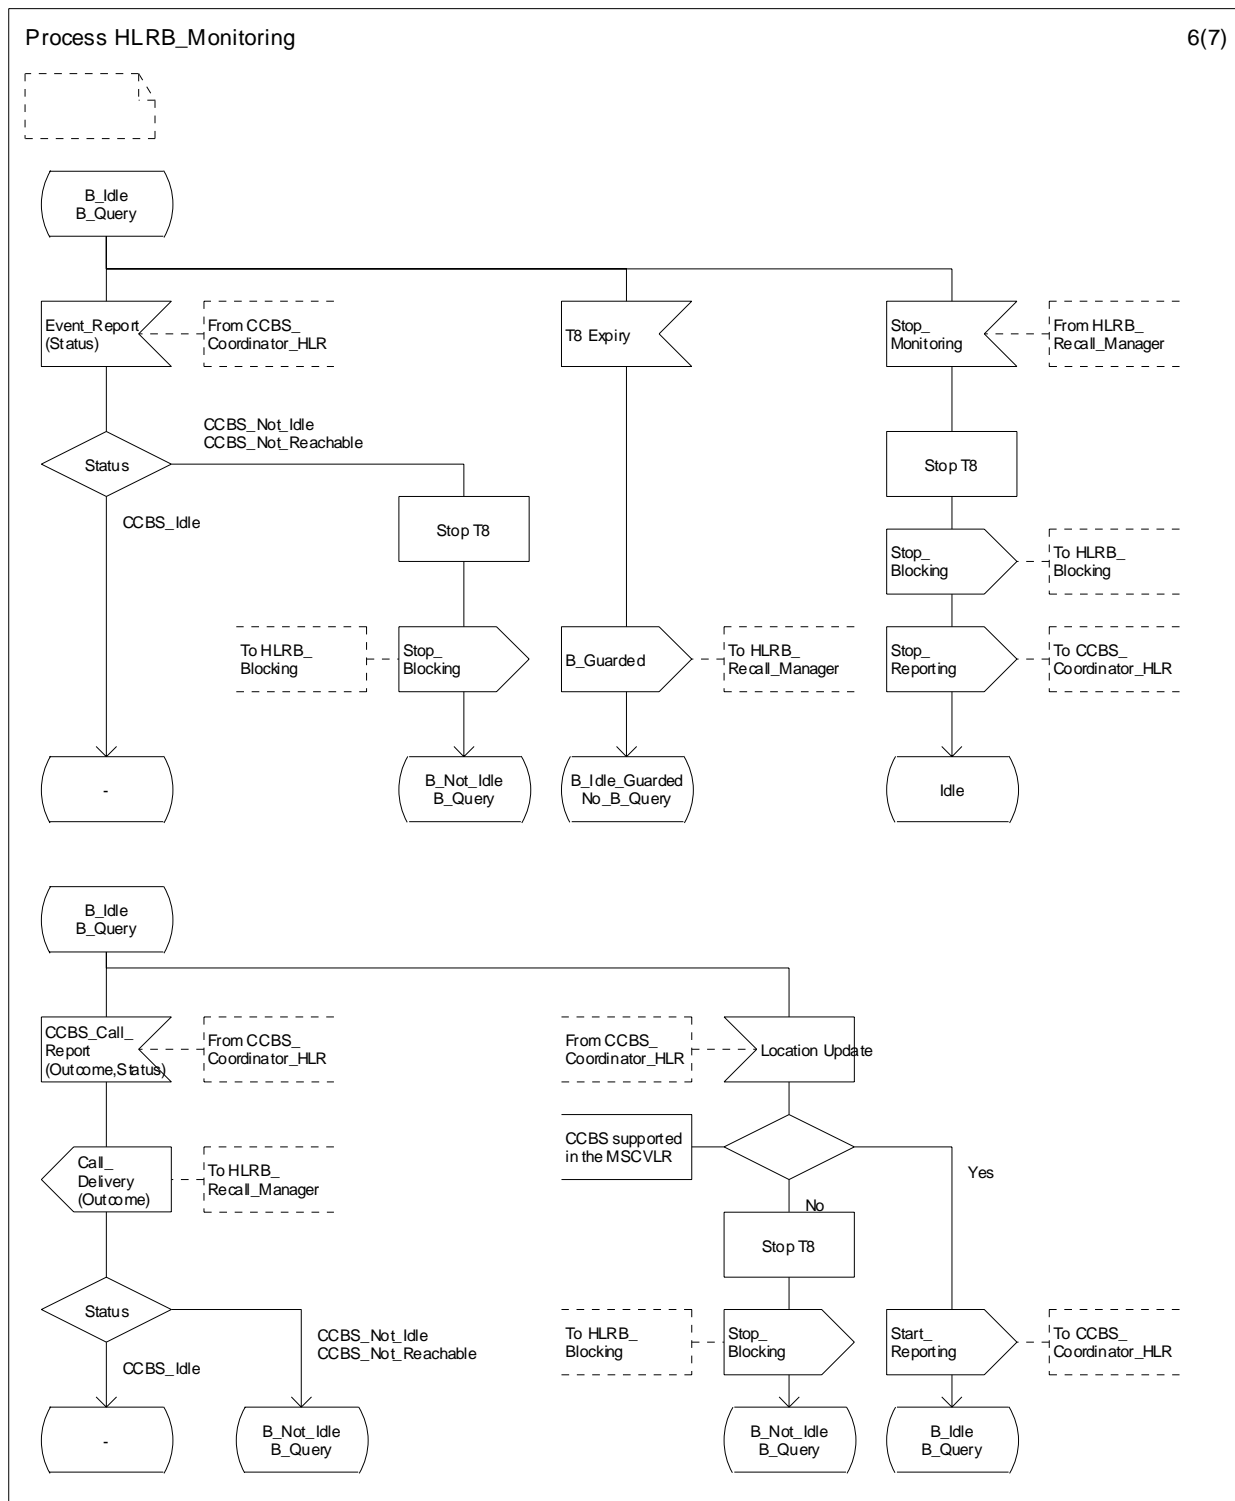 Process HLRB_Monitoring
6(7)
B_Idle
B_Query
Event_Report
(Status)
From CCBS_
Coordinator_HLR
T8 Expiry
Stop_
Monitoring
From HLRB_
Recall_Manager
CCBS_Not_Idle
CCBS_Not_Reachable
Status
Stop T8
CCBS_Idle
Stop T8
Stop_
Blocking
To HLRB_
Blocking
To HLRB_
Blocking
Stop_
Blocking
B_Guarded
To HLRB_
Recall_Manager
Stop_
Reporting
To CCBS_
Coordinator_HLR
-
B_Not_Idle
B_Query
B_Idle_Guarded
No_B_Query
Idle
B_Idle
B_Query
CCBS_Call_
Report
(Outcome,Status)
From CCBS_
Coordinator_HLR
From CCBS_
Coordinator_HLR
Location Update
Call_
Delivery
(Outcome)
To HLRB_
Recall_Manager
CCBS supported
in the MSCVLR
Yes
No
Stop T8
Status
CCBS_Not_Idle
CCBS_Not_Reachable
CCBS_Idle
To HLRB_
Blocking
Stop_
Blocking
Start_
Reporting
To CCBS_
Coordinator_HLR
-
B_Not_Idle
B_Query
B_Not_Idle
B_Query
B_Idle
B_Query